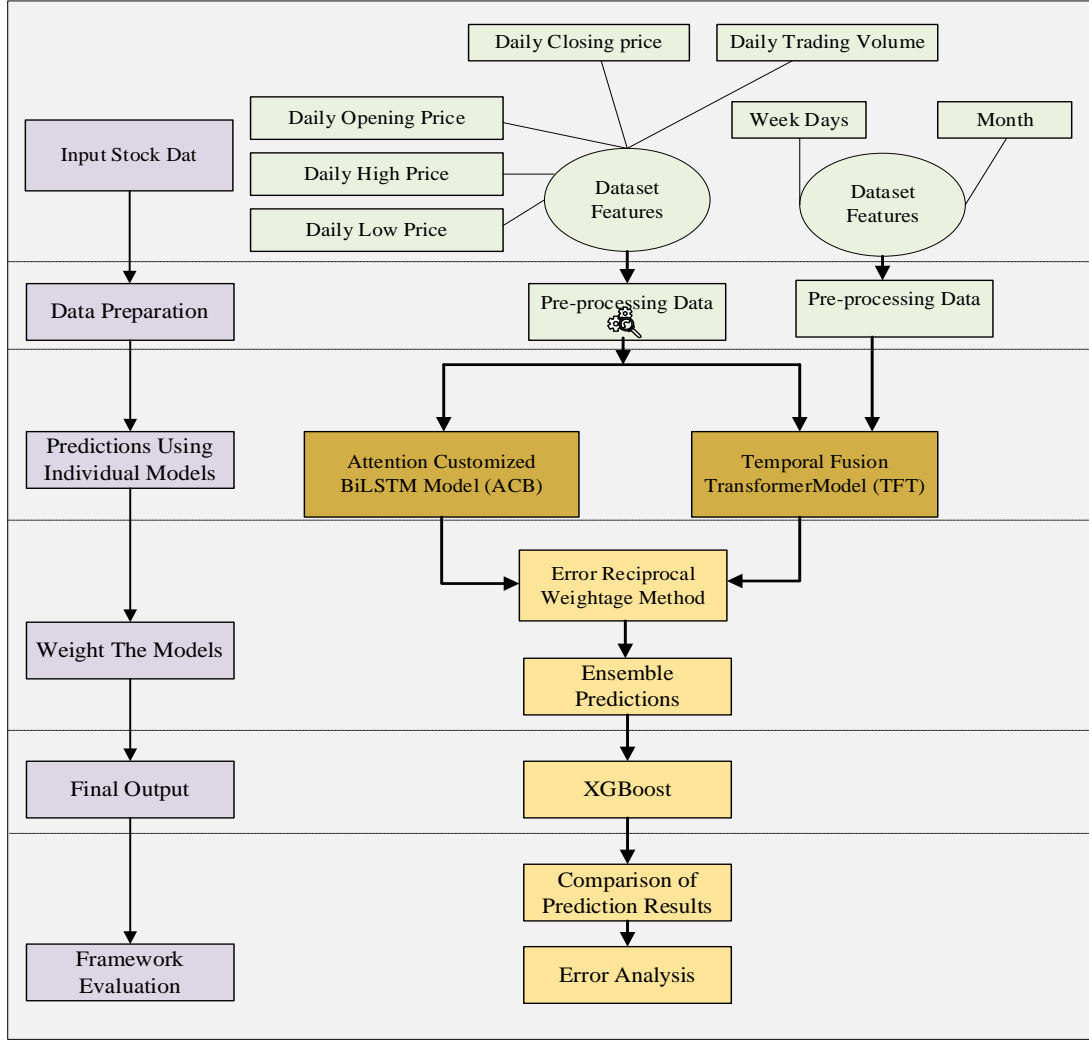 Daily Closing price
Daily Trading Volume
Daily Opening Price
Week Days
Month
Input Stock Dat
Daily High Price
Dataset
Features
Dataset
Features
Daily Low Price
Data Preparation
Pre-processing Data
Pre-processing Data
Predictions Using
Individual Models
Attention Customized
BiLSTM Model (ACB)
Temporal Fusion
TransformerModel (TFT)
Error Reciprocal
Weightage Method
Weight The Models
Ensemble
Predictions
Final Output
XGBoost
Comparison of
Prediction Results
Framework
Evaluation
Error Analysis